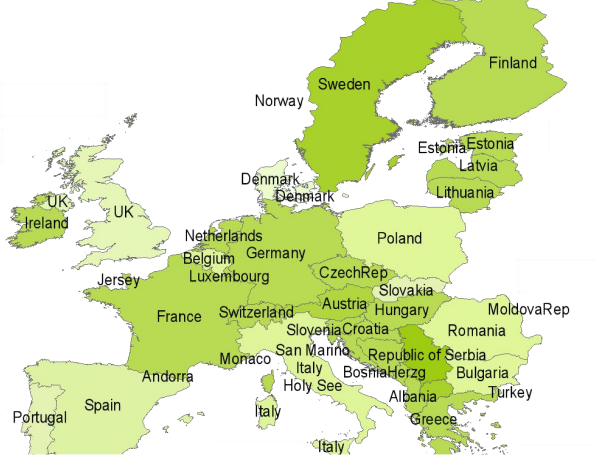 Finland
Sweden
Norway
Estonia
Estonia
Latvia
Denmark
Lithuania
Denmark
UK
UK
Ireland
Netherlands
Poland
Germany
Belgium
CzechRep
Luxembourg
Jersey
Slovakia
Austria
Hungary
MoldovaRep
Switzerland
France
Slovenia
Croatia
Romania
San Marino
Republic of Serbia
Monaco
Italy
BoshiaHerzg
Bulgaria
Andorra
Holy See
Turkey
Albania
Spain
Italy
Portugal
Greece
Italy